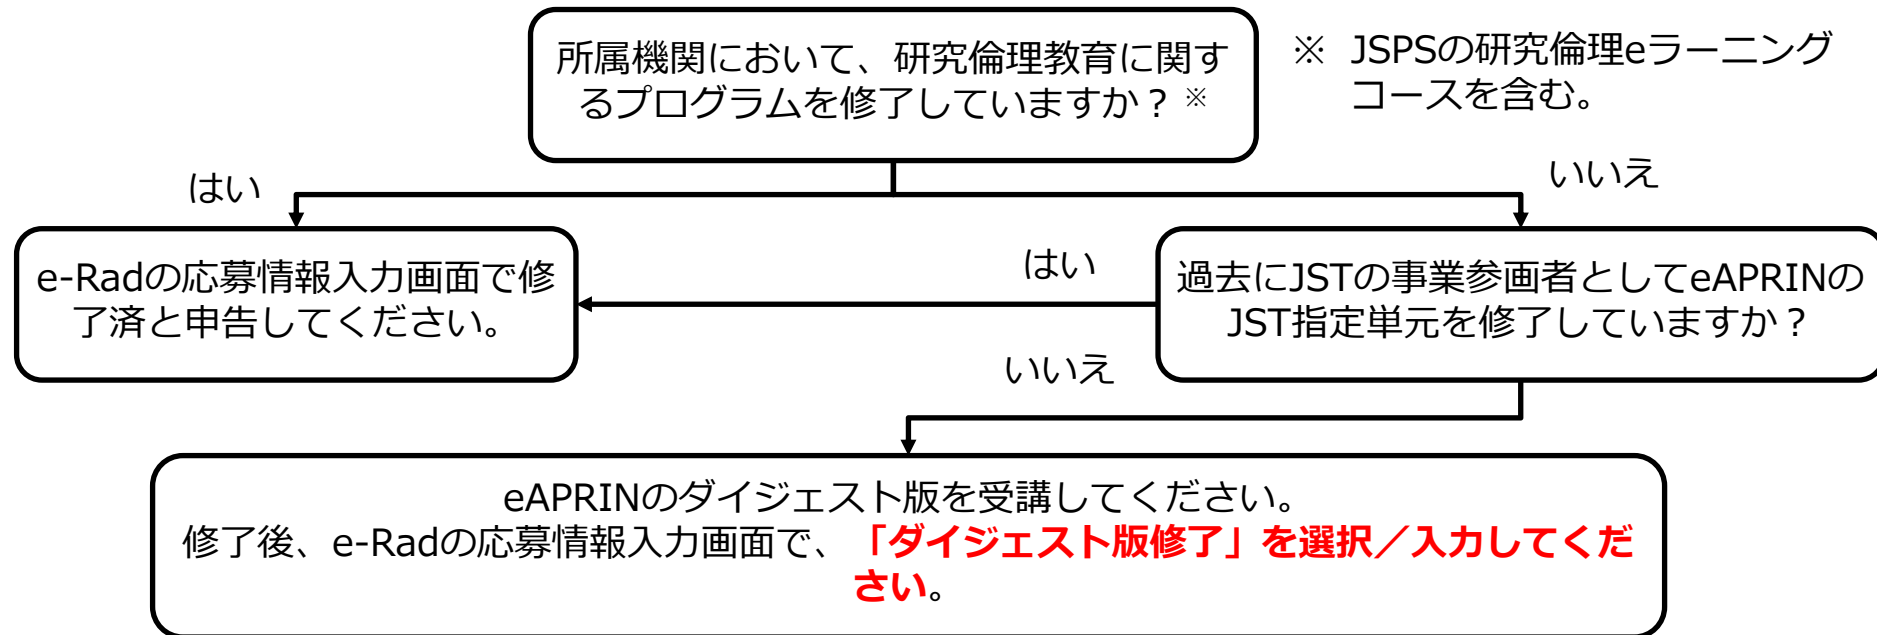 所属機関において、研究倫理教育に関す
るプログラムを修了していますか？※
※ JSPSの研究倫理eラーニング
コースを含む。
はい
いいえ
e-Radの応募情報入力画面で修
了済と申告してください。
はい
過去にJSTの事業参画者としてeAPRINの
JST指定単元を修了していますか？
いいえ
eAPRINのダイジェスト版を受講してください。
修了後、e-Radの応募情報入力画面で、「ダイジェスト版修了」を選択／入力してくだ
さい。